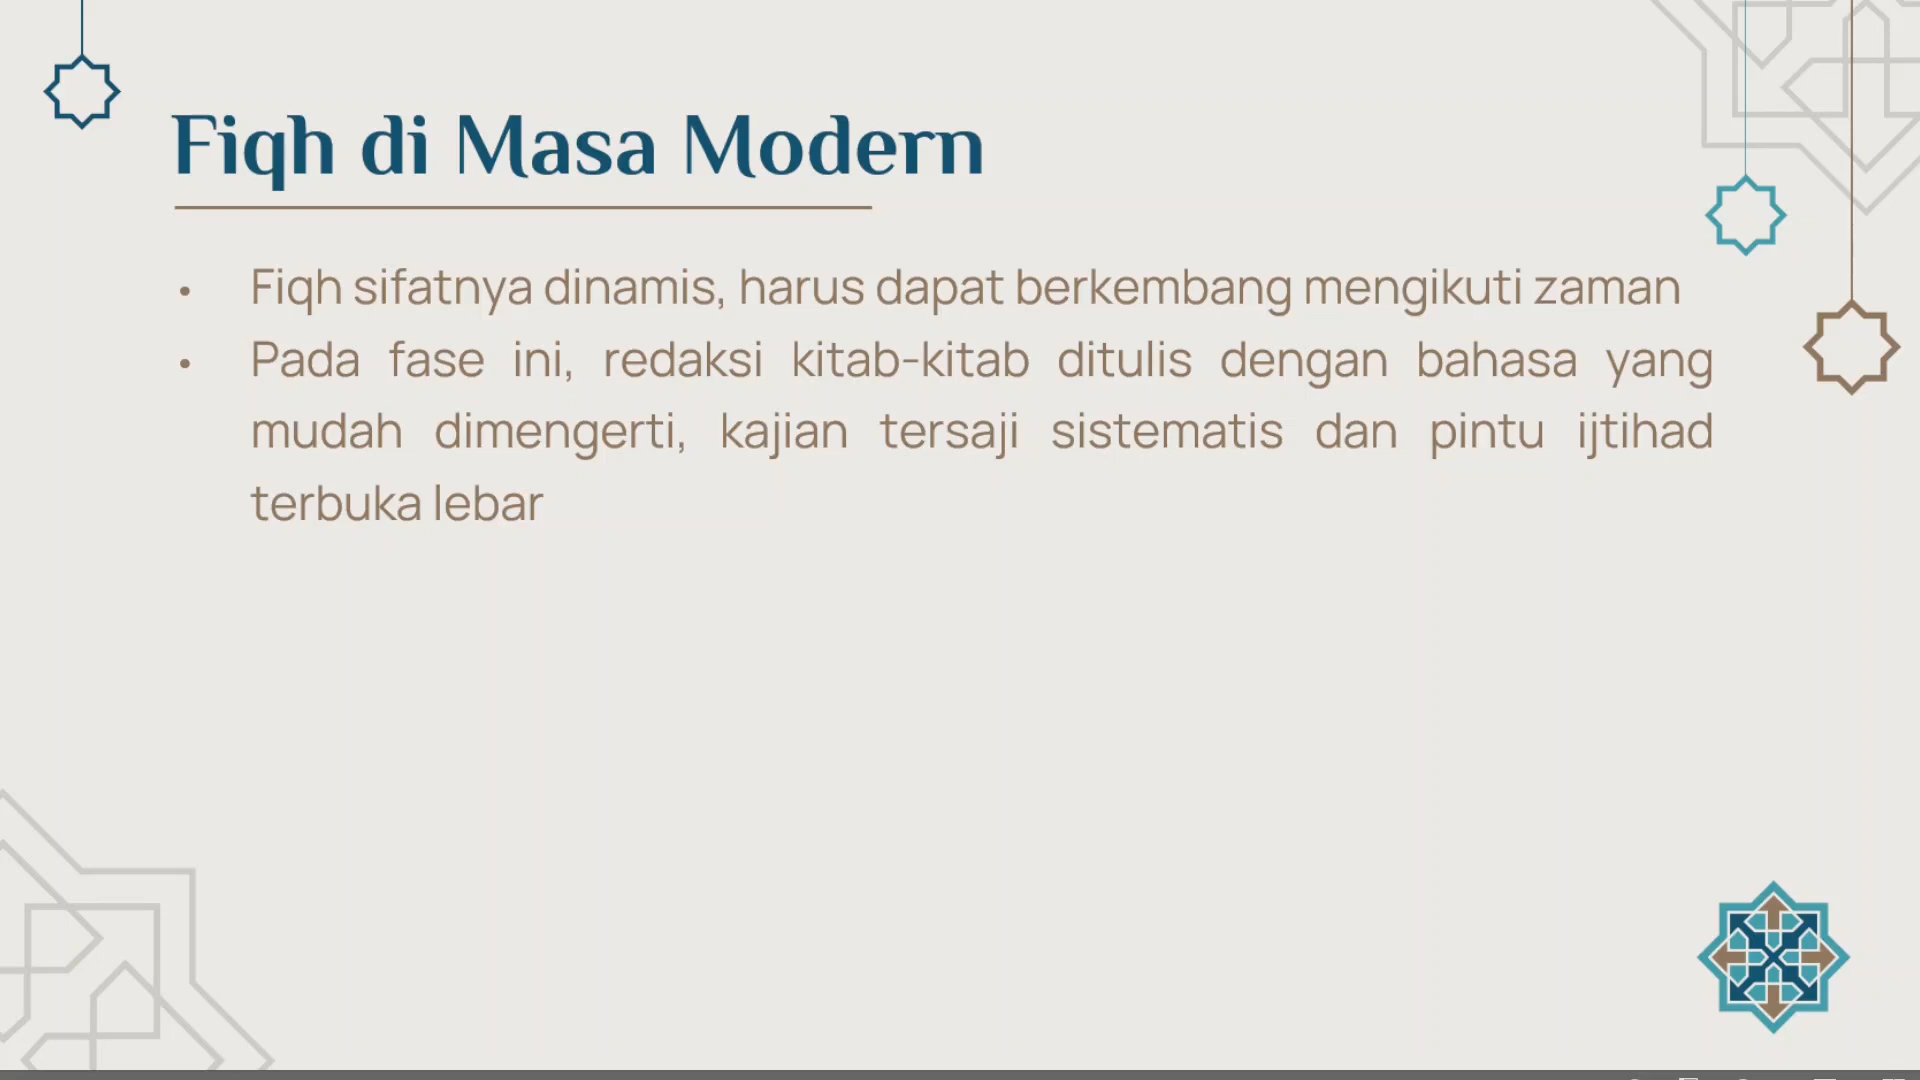 Fiqh di Masa Modern
• Fiqh sifatnya dinamis, harus dapat berkembang mengikuti zaman
• Pada fase ini, redaksi kitab-kitab ditulis dengan bahasa yang
mudah dimengerti, kajian tersaji sistematis dan pintu ijtihad
terbuka lebar